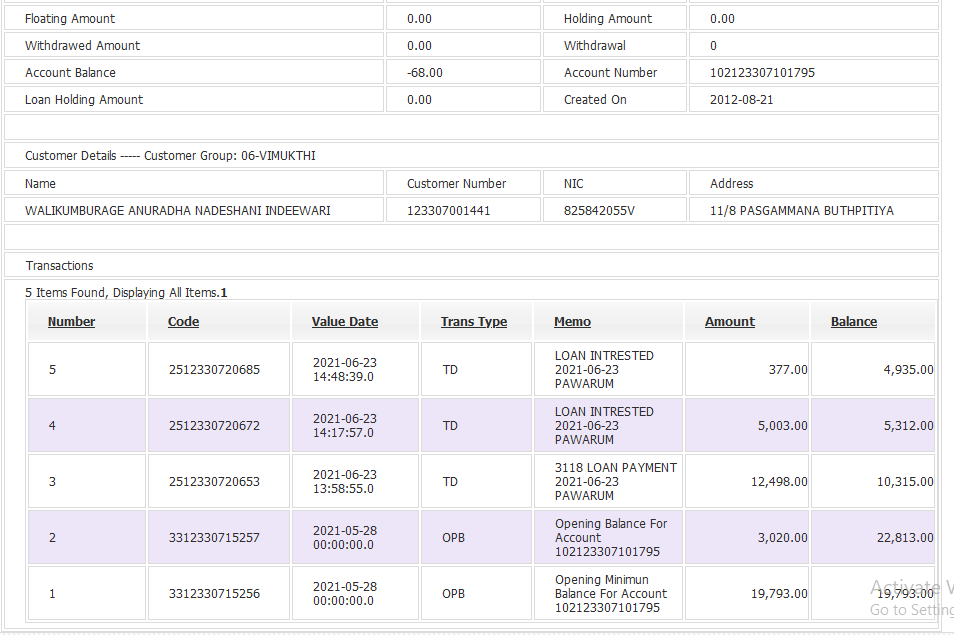 Floating Amount 0.00 Holding Amount 0.00
Withdrawed Amount 0.00 Withdrawal 0
Account Balance -68.00 Account Number 102123307101795
Loan Holding Amount 0.00 Created On 2012-08-21
Customer Details ----- Customer Group: 06-VIMUKTHI
Name Customer Number NIC Address
WALIKUMBURAGE ANURADHA NADESHANI INDEEWARI 123307001441 825842055V 11/8 PASGAMMANA BUTHPITIYA
Transactions
5 Items Found, Displaying All Items.1
Number Code Value Date Trans Type Memo Amount Balance
5 2512330720685 2021-06-23 14:48:39.0 TD LOAN INTRESTED 2021-06-23 PAWARUM 377.00 4,935.00
4 2512330720672 2021-06-23 14:17:57.0 TD LOAN INTRESTED 2021-06-23 PAWARUM 5,003.00 5,312.00
3 2512330720653 2021-06-23 13:58:55.0 TD 3118 LOAN PAYMENT 2021-06-23 PAWARUM 12,498.00 10,315.00
2 3312330715257 2021-05-28 00:00:00.0 OPB Opening Balance For Account 102123307101795 3,020.00 22,813.00
1 3312330715256 2021-05-28 00:00:00.0 OPB Opening Minimun Balance For Account 102123307101795 19,793.00 19,793.00
Activate W
Go to Setting